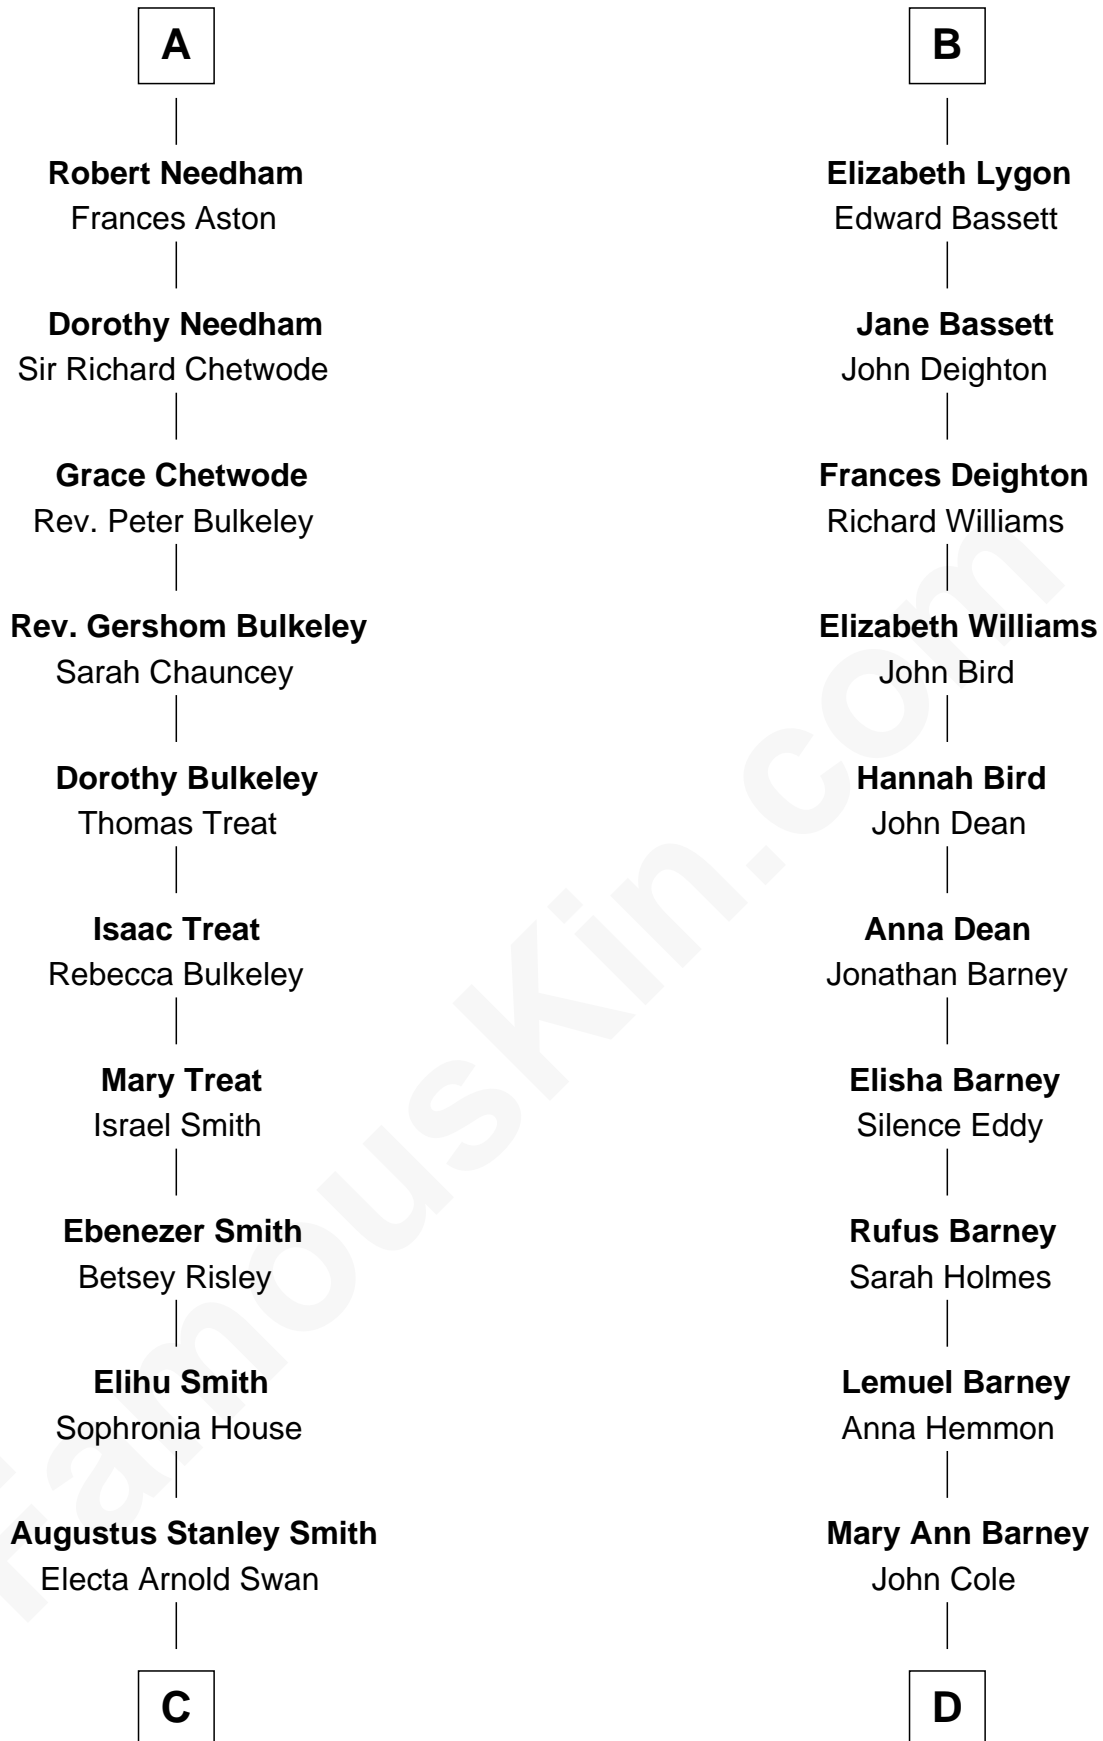 A
Robert Needham
Frances Aston
Dorothy Needham
Sir Richard Chetwode
Grace Chetwode
Rev. Peter Bulkeley
Rev. Gershom Bulkeley
Sarah Chauncey
Dorothy Bulkeley
Thomas Treat
Isaac Treat
Rebecca Bulkeley
Mary Treat
Israel Smith
Ebenezer Smith
Betsey Risley
Elihu Smith
Sophronia House
Augustus Stanley Smith
Electa Arnold Swan
C
B
Elizabeth Lygon
Edward Bassett
Jane Bassett
John Deighton
Frances Deighton
Richard Williams
Elizabeth Williams
John Bird
Hannah Bird
John Dean
Anna Dean
Jonathan Barney
Elisha Barney
Silence Eddy
Rufus Barney
Sarah Holmes
Lemuel Barney
Anna Hemmon
Mary Ann Barney
John Cole
D
FamousKin.com